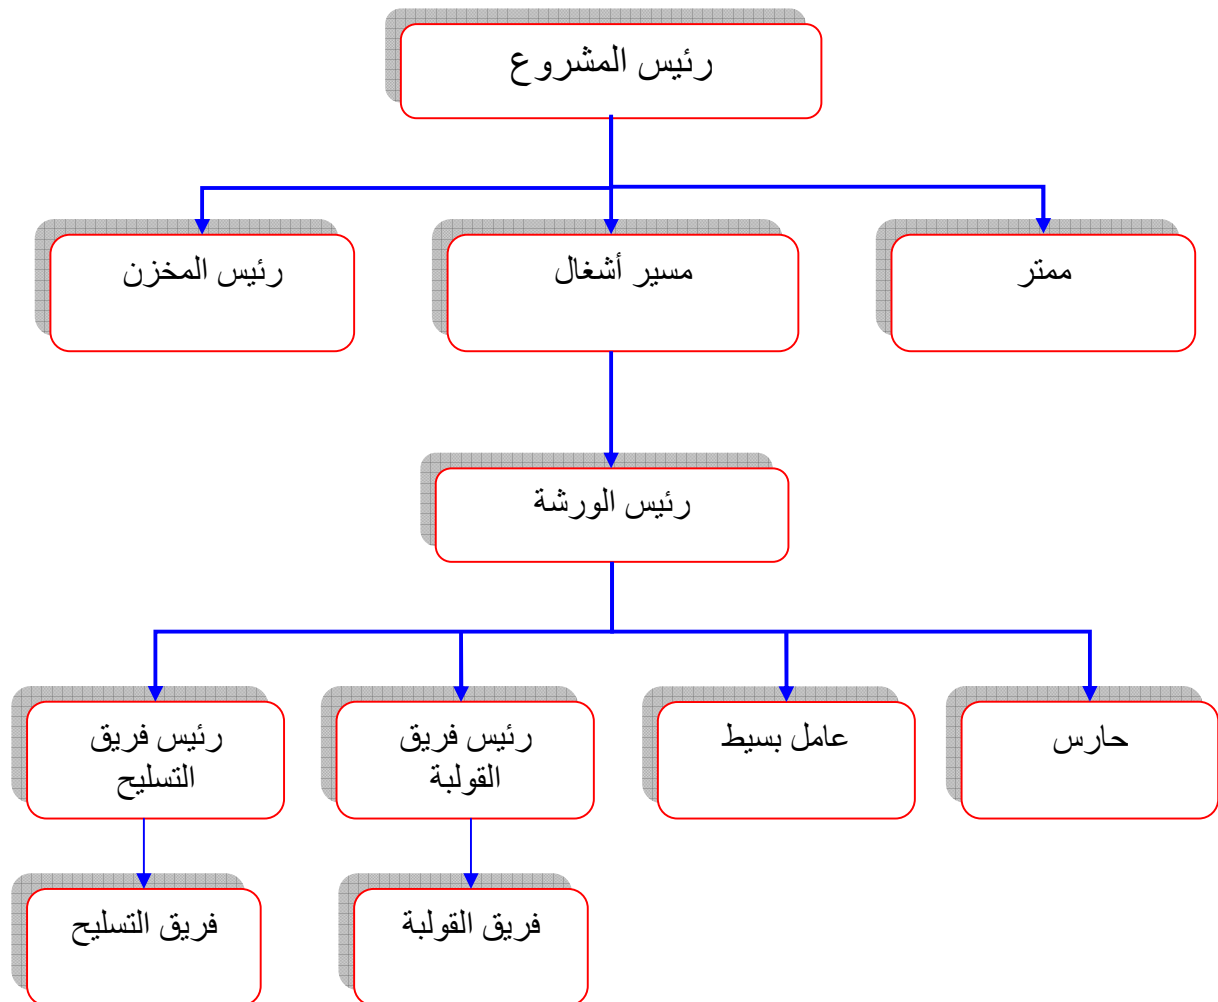 رئيس المشروع
ممتر
مسير أشغال
رئيس المخزن
رئيس الورشة
حارس
عامل بسيط
رئيس فريق
القولبة
رئيس فريق
التسليح
فريق القولبة
فريق التسليح